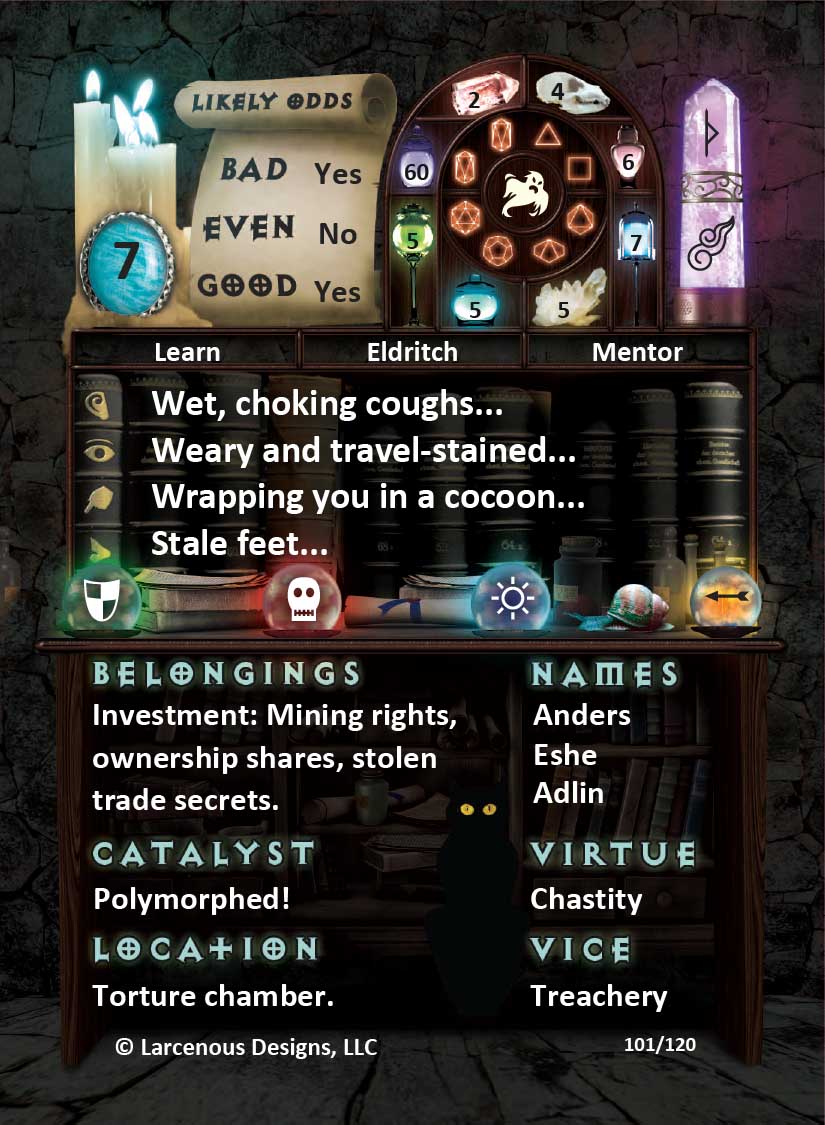 LIKELY ODDS
BAD Yes
EVEN No
GOOD Yes
7
2
4
60
6
5
7
5
5
Learn
Eldritch
Mentor
Wet, choking coughs...
Weary and travel-stained...
Wrapping you in a cocoon...
Stale feet...
BELONGINGS
Investment: Mining rights,
ownership shares, stolen
trade secrets.
NAMES
Anders
Eshe
Adlin
CATALYST
Polymorphed!
VIRTUE
Chastity
LOCATION
Torture chamber.
VICE
Treachery
© Larcenous Designs, LLC
101/120